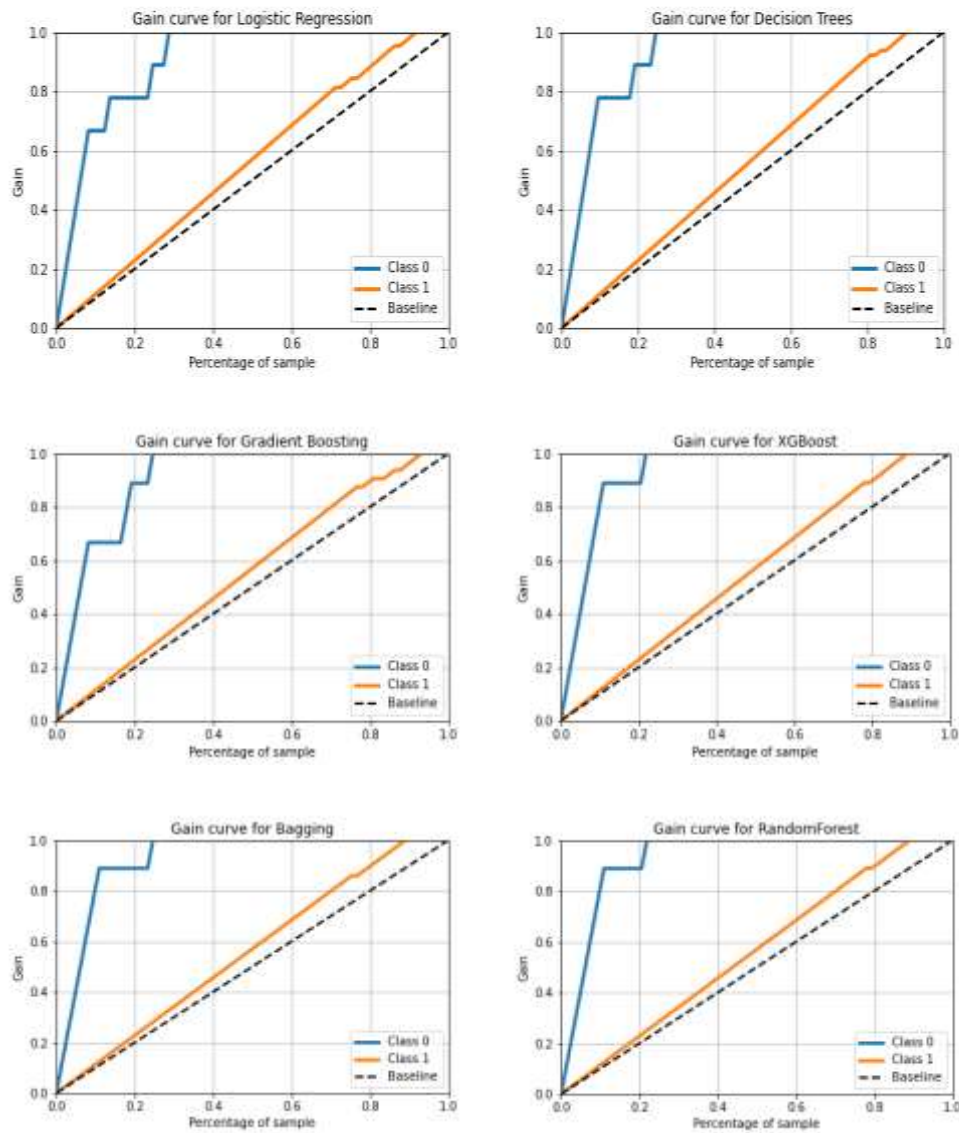 Gain curve for Logistic Regression
1.0
0.8
0.6
0.4
0.2
0.0
Gain
Class 0
Class 1
Baseline
0.0 0.2 0.4 0.6 0.8 1.0
Percentage of sample
Gain curve for Decision Trees
1.0
0.8
0.6
0.4
0.2
0.0
Gain
Class 0
Class 1
Baseline
0.0 0.2 0.4 0.6 0.8 1.0
Percentage of sample
Gain curve for Gradient Boosting
1.0
0.8
0.6
0.4
0.2
0.0
Gain
Class 0
Class 1
Baseline
0.0 0.2 0.4 0.6 0.8 1.0
Percentage of sample
Gain curve for XGBoost
1.0
0.8
0.6
0.4
0.2
0.0
Gain
Class 0
Class 1
Baseline
0.0 0.2 0.4 0.6 0.8 1.0
Percentage of sample
Gain curve for Bagging
1.0
0.8
0.6
0.4
0.2
0.0
Gain
Class 0
Class 1
Baseline
0.0 0.2 0.4 0.6 0.8 1.0
Percentage of sample
Gain curve for RandomForest
1.0
0.8
0.6
0.4
0.2
0.0
Gain
Class 0
Class 1
Baseline
0.0 0.2 0.4 0.6 0.8 1.0
Percentage of sample